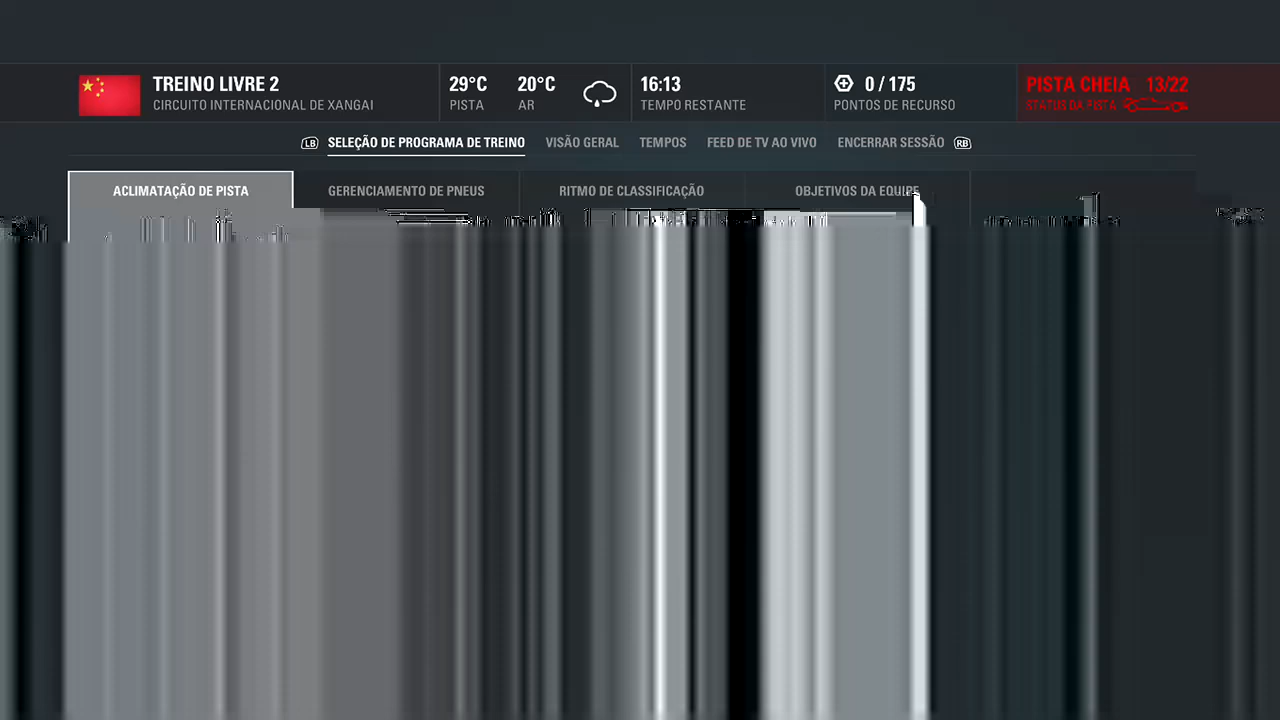 TREINO LIVRE 2
CIRCUITO INTERNACIONAL DE XANGAI
29°C
PISTA
20°C
AR
16:13
TEMPO RESTANTE
0 / 175
PONTOS DE RECURSO
PISTA CHEIA 13/22
STATUS DA PISTA
LB SELEÇÃO DE PROGRAMA DE TREINO VISÃO GERAL TEMPOS FEED DE TV AO VIVO ENCERRAR SESSÃO RB
ACLIMATAÇÃO DE PISTA GERENCIAMENTO DE PNEUS RITMO DE CLASSIFICAÇÃO OBJETIVOS DA EQUIPE